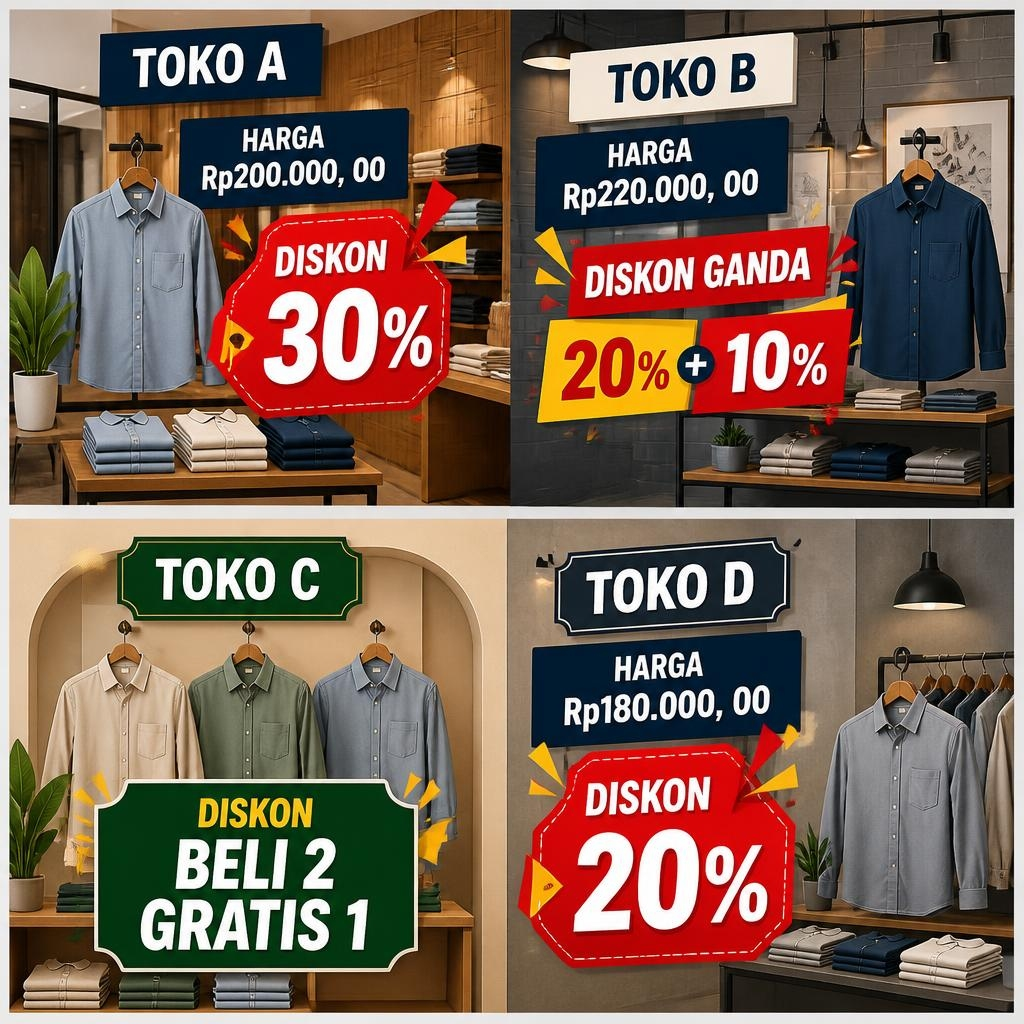 TOKO A
HARGA
Rp200.000, 00
DISKON
30%
TOKO B
HARGA
Rp220.000, 00
DISKON GANDA
20% + 10%
TOKO C
DISKON
BELI 2
GRATIS 1
TOKO D
HARGA
Rp180.000, 00
DISKON
20%